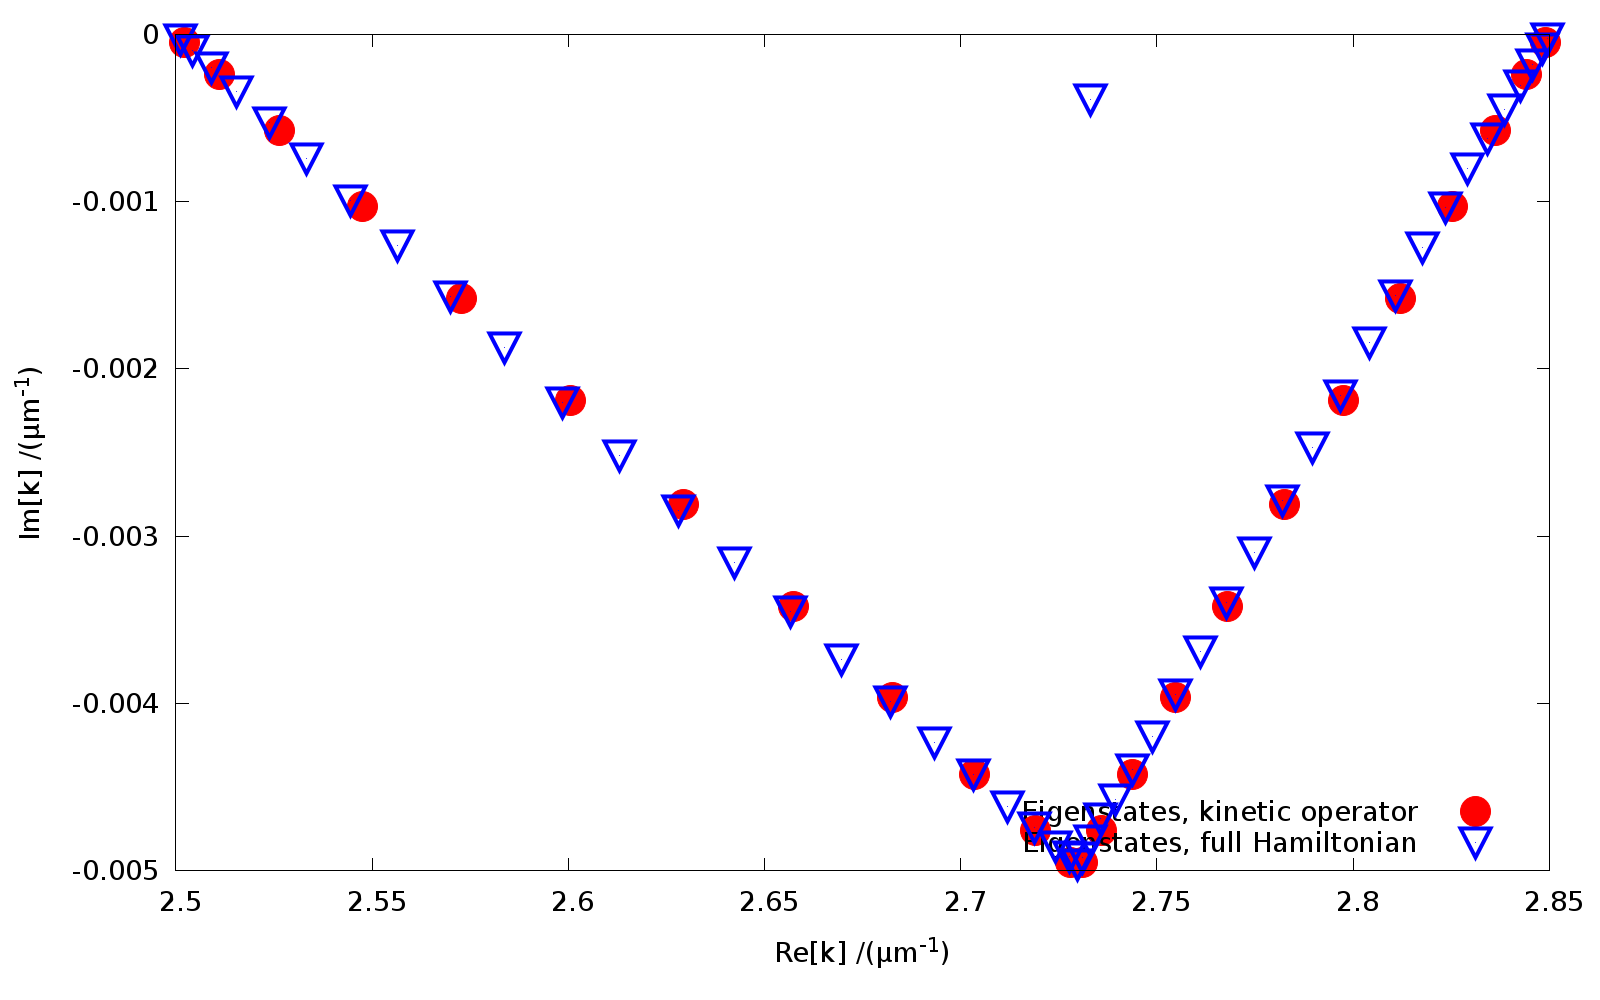 0
-0.001
-0.002
-0.003
-0.004
-0.005
2.5 2.55 2.6 2.65 2.7 2.75 2.8 2.85
Im[k] /(μm⁻¹)
Re[k] /(μm⁻¹)
Eigenstates, kinetic operator
Eigenstates, full Hamiltonian